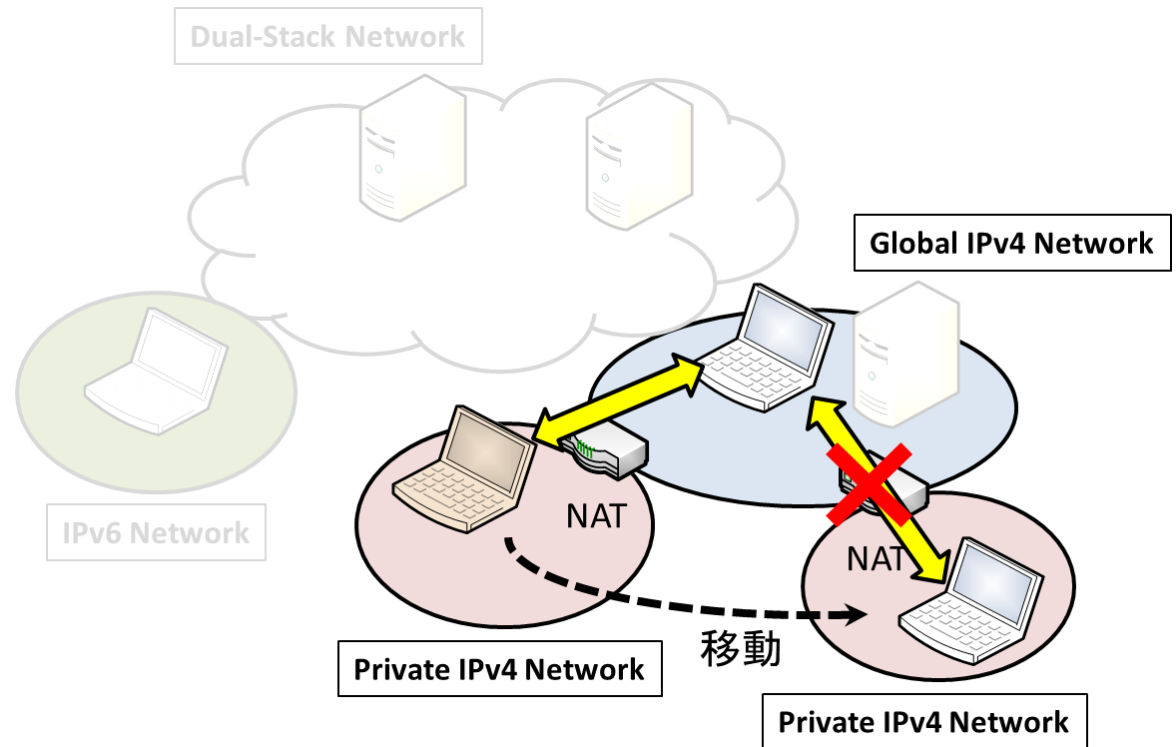 Dual-Stack Network
Global IPv4 Network
IPv6 Network
NAT
NAT
移動
Private IPv4 Network
Private IPv4 Network